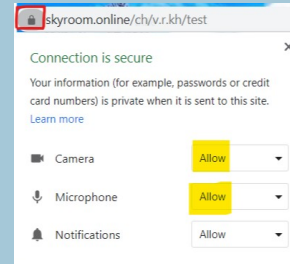 skyroom.online/ch/v.r.kh/test
Connection is secure
Your information (for example, passwords or credit
card numbers) is private when it is sent to this site.
Learn more
Camera Allow
Microphone Allow
Notifications Allow